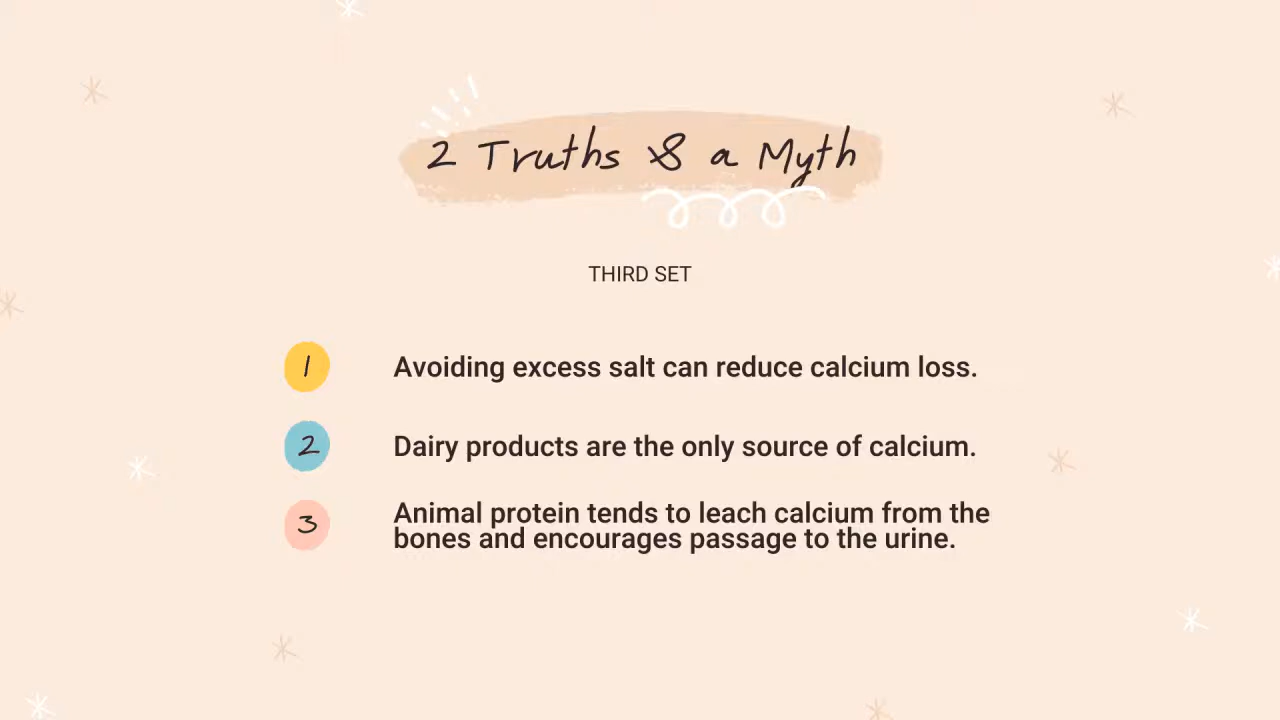 2 Truths & a Myth
THIRD SET
1 Avoiding excess salt can reduce calcium loss.
2 Dairy products are the only source of calcium.
3 Animal protein tends to leach calcium from the
bones and encourages passage to the urine.